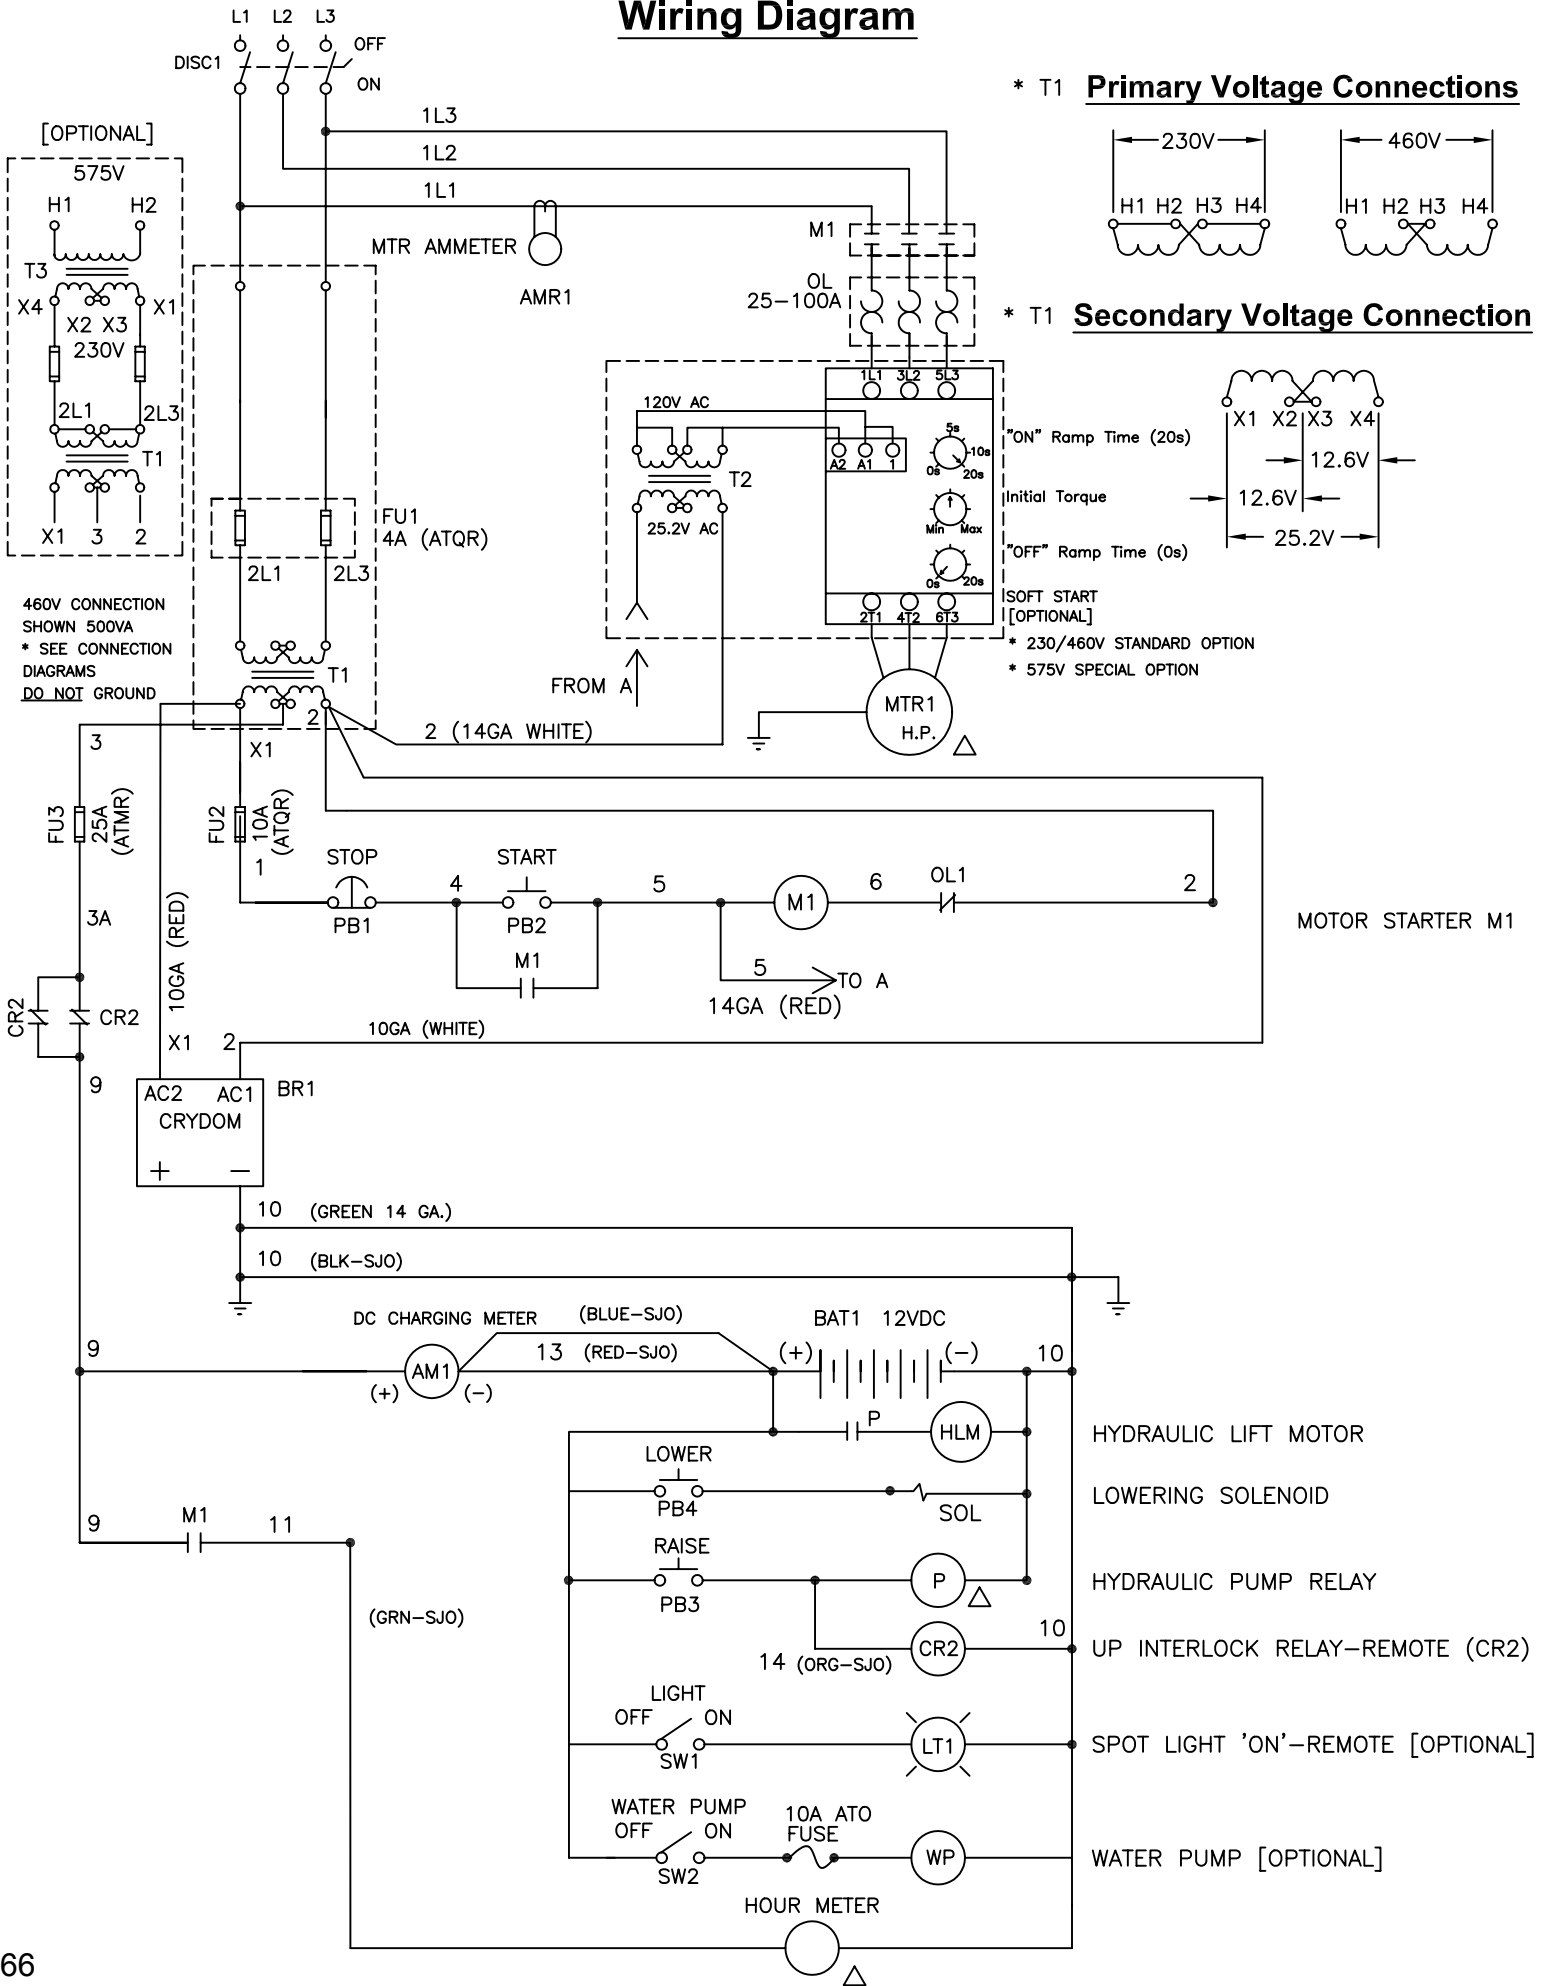 Wiring Diagram
L1 L2 L3
OFF
DISC1
ON
* T1 Primary Voltage Connections
230V
460V
H1 H2 H3 H4
H1 H2 H3 H4
[OPTIONAL]
575V
H1 H2
T3
X4 X1
X2 X3
230V
2L1 2L3
T1
X1 3 2
1L3
1L2
1L1
MTR AMMETER
AMR1
M1
OL
25-100A
* T1 Secondary Voltage Connection
X1 X2 X3 X4
12.6V
12.6V
25.2V
1L1 3L2 5L3
120V AC
A2 A1 1
T2
25.2V AC
5s
10s
0s
20s
"ON" Ramp Time (20s)
Initial Torque
Min Max
"OFF" Ramp Time (0s)
0s 20s
2T1 4T2 6T3
SOFT START
[OPTIONAL]
* 230/460V STANDARD OPTION
* 575V SPECIAL OPTION
FU1
4A (ATQR)
2L1 2L3
460V CONNECTION
SHOWN 500VA
* SEE CONNECTION
DIAGRAMS
DO NOT GROUND
T1
FROM A
MTR1
H.P.
2
2 (14GA WHITE)
3
X1
FU3
25A
(ATMR)
FU2
10A
(ATQR)
1
STOP
PB1
4
START
PB2
M1
5
M1
6
OL1
2
MOTOR STARTER M1
5
TO A
14GA (RED)
3A
10GA (RED)
CR2
CR2
X1 2
10GA (WHITE)
9
AC2 AC1
BR1
CRYDOM
+ −
10 (GREEN 14 GA.)
10 (BLK-SJO)
DC CHARGING METER
(BLUE-SJO)
BAT1 12VDC
9
AM1
(+) (−)
13 (RED-SJO)
(+) (−)
10
P
HLM
HYDRAULIC LIFT MOTOR
LOWER
PB4
SOL
LOWERING SOLENOID
9
M1
11
RAISE
PB3
P
HYDRAULIC PUMP RELAY
(GRN-SJO)
14 (ORG-SJO)
CR2
10
UP INTERLOCK RELAY-REMOTE (CR2)
LIGHT
OFF ON
SW1
LT1
SPOT LIGHT 'ON'-REMOTE [OPTIONAL]
WATER PUMP
OFF ON
SW2
10A ATO
FUSE
WP
WATER PUMP [OPTIONAL]
HOUR METER
66